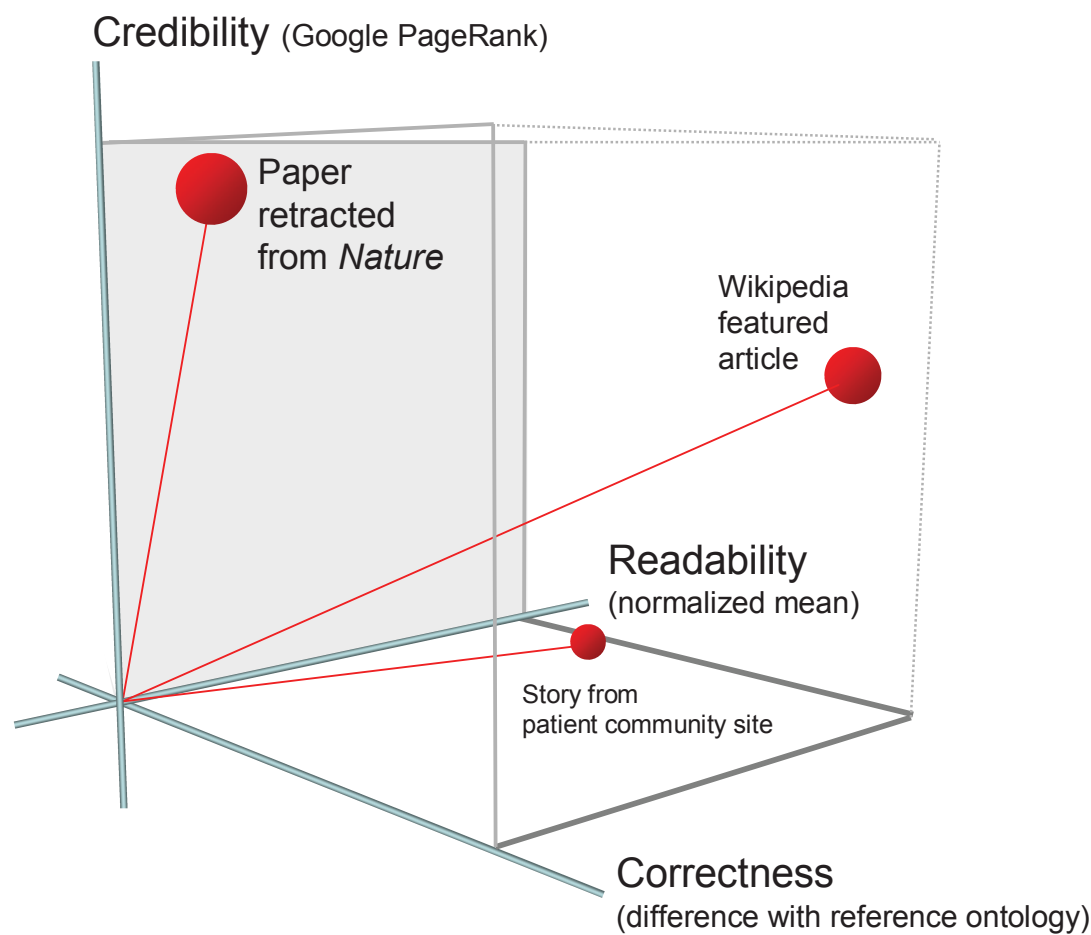 Credibility (Google PageRank)
Paper
retracted
from Nature
Wikipedia
featured
article
Readability
(normalized mean)
Story from
patient community site
Correctness
(difference with reference ontology)